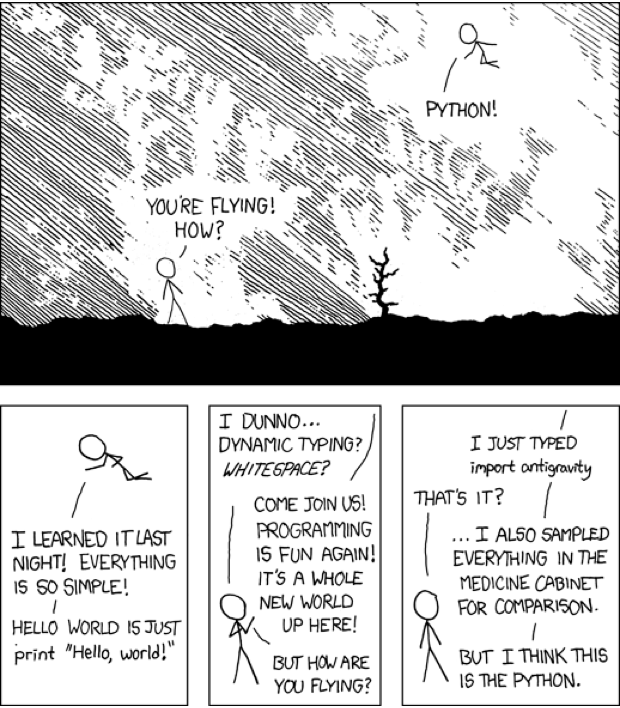 YOU'RE FLYING!
HOW?
PYTHON!
I LEARNED IT LAST
NIGHT! EVERYTHING
IS SO SIMPLE!
HELLO WORLD IS JUST
print "Hello, world!"
I DUNNO...
DYNAMIC TYPING?
WHITESPACE?
COME JOIN US!
PROGRAMMING
IS FUN AGAIN!
IT'S A WHOLE
NEW WORLD
UP HERE!
BUT HOW ARE
YOU FLYING?
I JUST TYPED
import antigravity
THAT'S IT?
...I ALSO SAMPLED
EVERYTHING IN THE
MEDICINE CABINET
FOR COMPARISON.
BUT I THINK THIS
IS THE PYTHON.